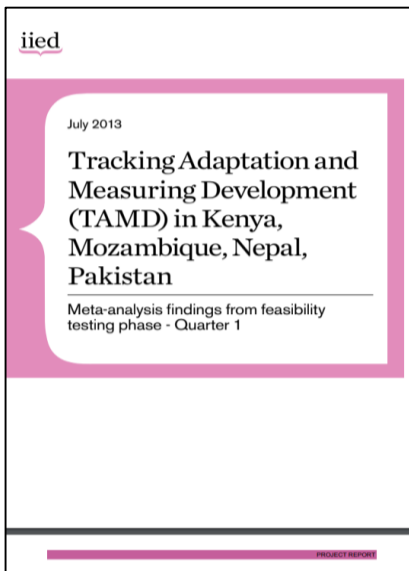 iied
July 2013
Tracking Adaptation and
Measuring Development
(TAMD) in Kenya,
Mozambique, Nepal,
Pakistan
Meta-analysis findings from feasibility
testing phase - Quarter 1
PROJECT REPORT